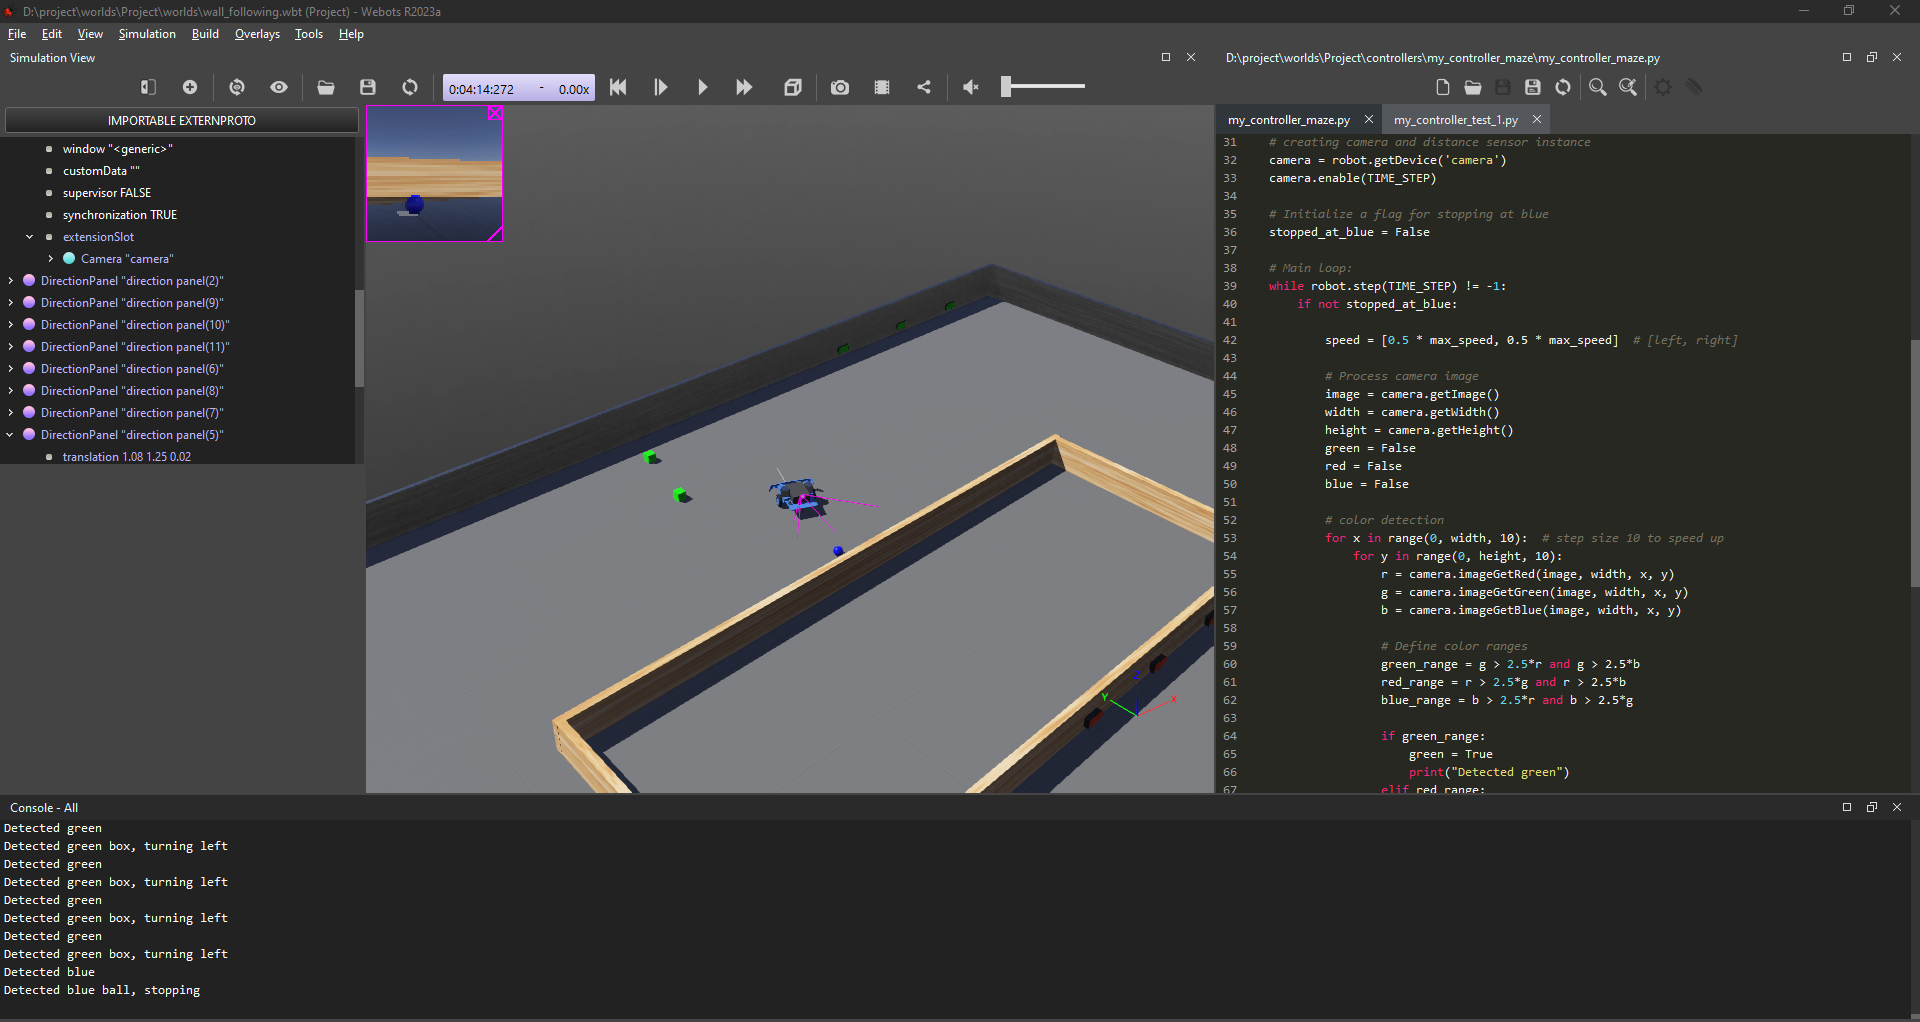 D:\project\worlds\Project\worlds\wall_following.wbt (Project) - Webots R2023a
File Edit View Simulation Build Overlays Tools Help
Simulation View
0:04:14:272 - 0.00x
IMPORTABLE EXTERNPROTO
window "<generic>"
customData ""
supervisor FALSE
synchronization TRUE
extensionSlot
Camera "camera"
DirectionPanel "direction panel(2)"
DirectionPanel "direction panel(9)"
DirectionPanel "direction panel(10)"
DirectionPanel "direction panel(11)"
DirectionPanel "direction panel(6)"
DirectionPanel "direction panel(8)"
DirectionPanel "direction panel(7)"
DirectionPanel "direction panel(5)"
translation 1.08 1.25 0.02
Y
Z
X
D:\project\worlds\Project\controllers\my_controller_maze\my_controller_maze.py
my_controller_maze.py my_controller_test_1.py
31 # creating camera and distance sensor instance
32 camera = robot.getDevice('camera')
33 camera.enable(TIME_STEP)
34
35 # Initialize a flag for stopping at blue
36 stopped_at_blue = False
37
38 # Main loop:
39 while robot.step(TIME_STEP) != -1:
40 if not stopped_at_blue:
41
42 speed = [0.5 * max_speed, 0.5 * max_speed] # [left, right]
43
44 # Process camera image
45 image = camera.getImage()
46 width = camera.getWidth()
47 height = camera.getHeight()
48 green = False
49 red = False
50 blue = False
51
52 # color detection
53 for x in range(0, width, 10): # step size 10 to speed up
54 for y in range(0, height, 10):
55 r = camera.imageGetRed(image, width, x, y)
56 g = camera.imageGetGreen(image, width, x, y)
57 b = camera.imageGetBlue(image, width, x, y)
58
59 # Define color ranges
60 green_range = g > 2.5*r and g > 2.5*b
61 red_range = r > 2.5*g and r > 2.5*b
62 blue_range = b > 2.5*r and b > 2.5*g
63
64 if green_range:
65 green = True
66 print("Detected green")
67 elif red_range:
Console - All
Detected green
Detected green box, turning left
Detected green
Detected green box, turning left
Detected green
Detected green box, turning left
Detected green
Detected green box, turning left
Detected blue
Detected blue ball, stopping